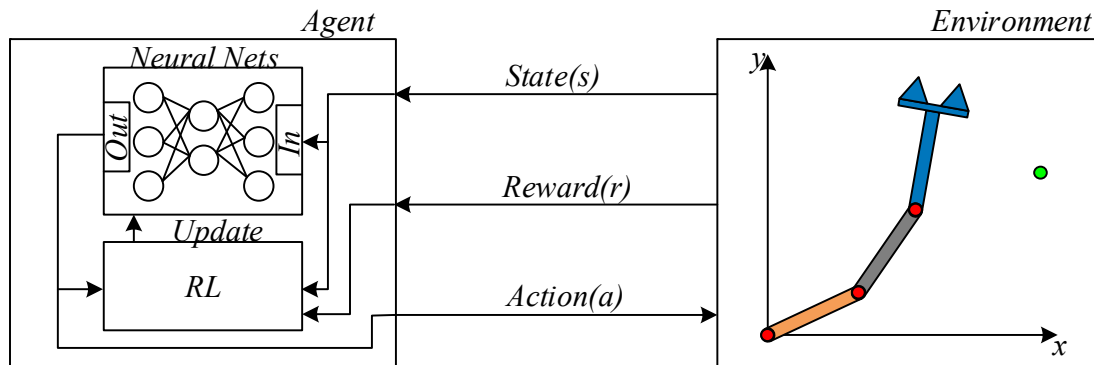 Agent
Environment
Neural Nets
Out
In
State(s)
y
Reward(r)
Update
RL
Action(a)
x